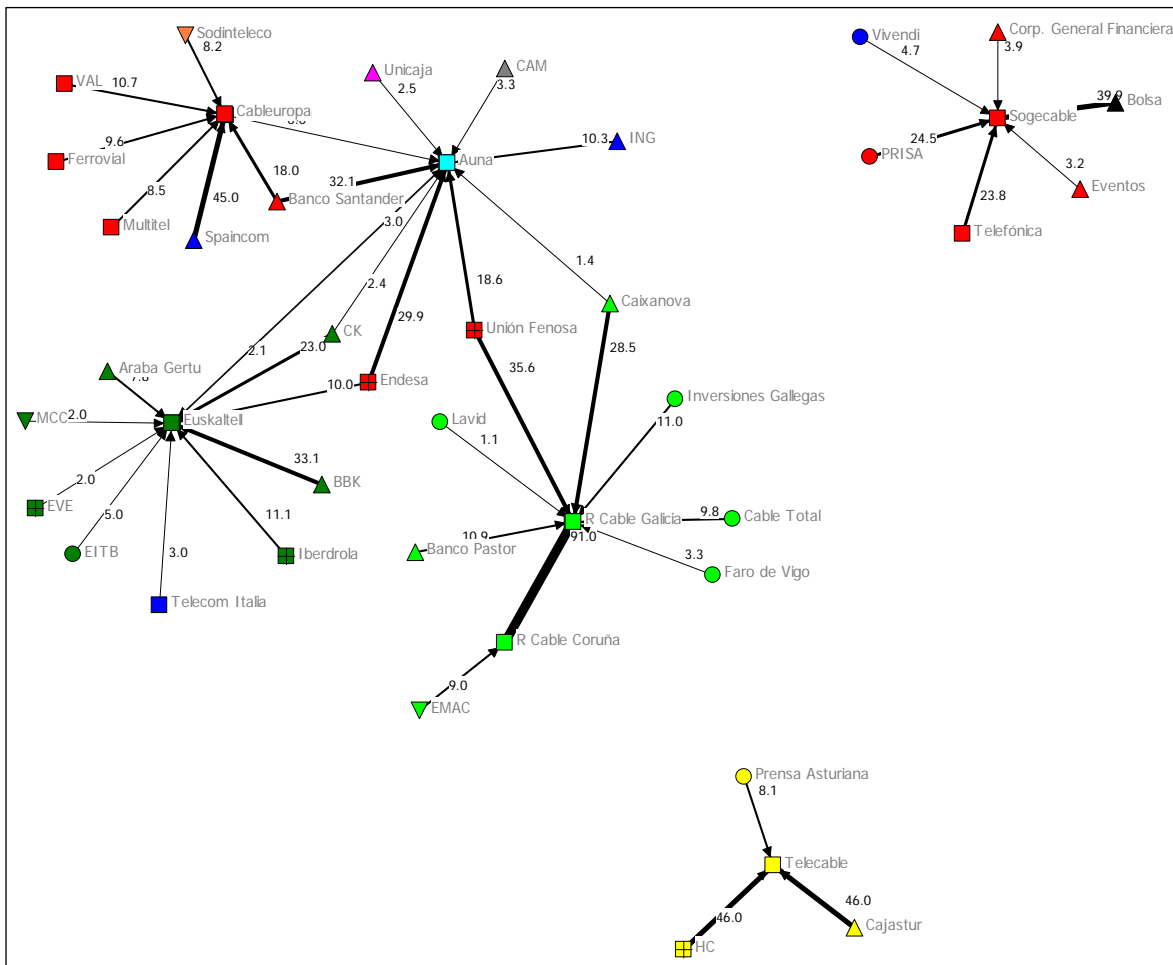 Sodinteleco
8.2
VAL
10.7
Cableuropa
Unicaja
2.5
CAM
3.3
ING
10.3
Auna
Ferrovial
9.6
18.0
32.1
Banco Santander
Multitel
8.5
45.0
Spaincom
3.0
Vivendi
4.7
Corp. General Financiera
3.9
39.9
Bolsa
Sogecable
24.5
PRISA
3.2
Eventos
23.8
Telefónica
2.4
18.6
1.4
Caixanova
CK
29.9
Unión Fenosa
2.1
23.0
28.5
Araba Gertu
35.6
10.0
Endesa
Inversiones Gallegas
MCC
2.0
Euskaltel
Lavid
11.0
1.1
33.1
BBK
2.0
EVE
5.0
11.1
R Cable Galicia
9.8
Cable Total
10.9
91.0
Banco Pastor
EITB
3.0
Iberdrola
3.3
Faro de Vigo
Telecom Italia
R Cable Coruña
9.0
EMAC
Prensa Asturiana
8.1
Telecable
46.0
46.0
Cajastur
HC